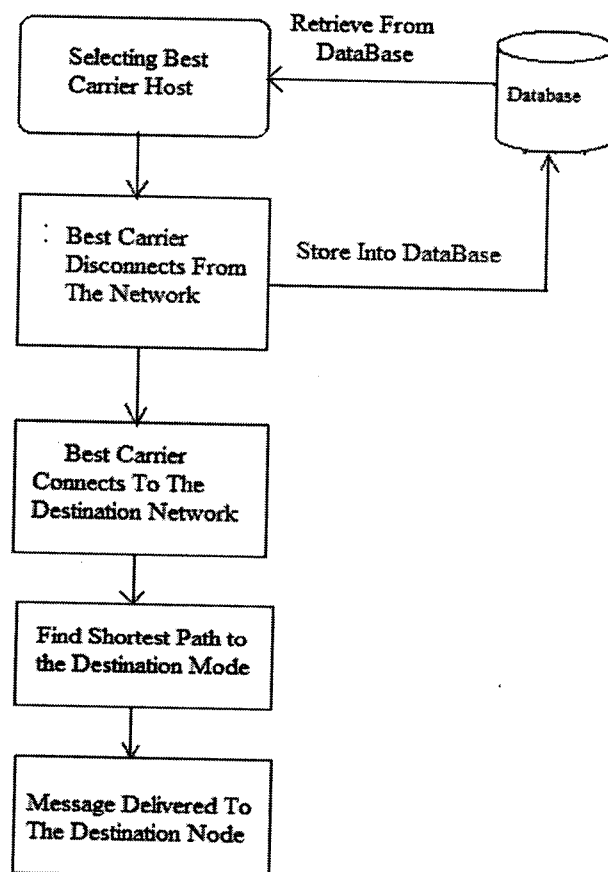 Retrieve From
DataBase
Selecting Best
Carrier Host
Database
: Best Carrier
Disconnects From
The Network
Store Into DataBase
Best Carrier
Connects To The
Destination Network
Find Shortest Path to
the Destination Mode
Message Delivered To
The Destination Node